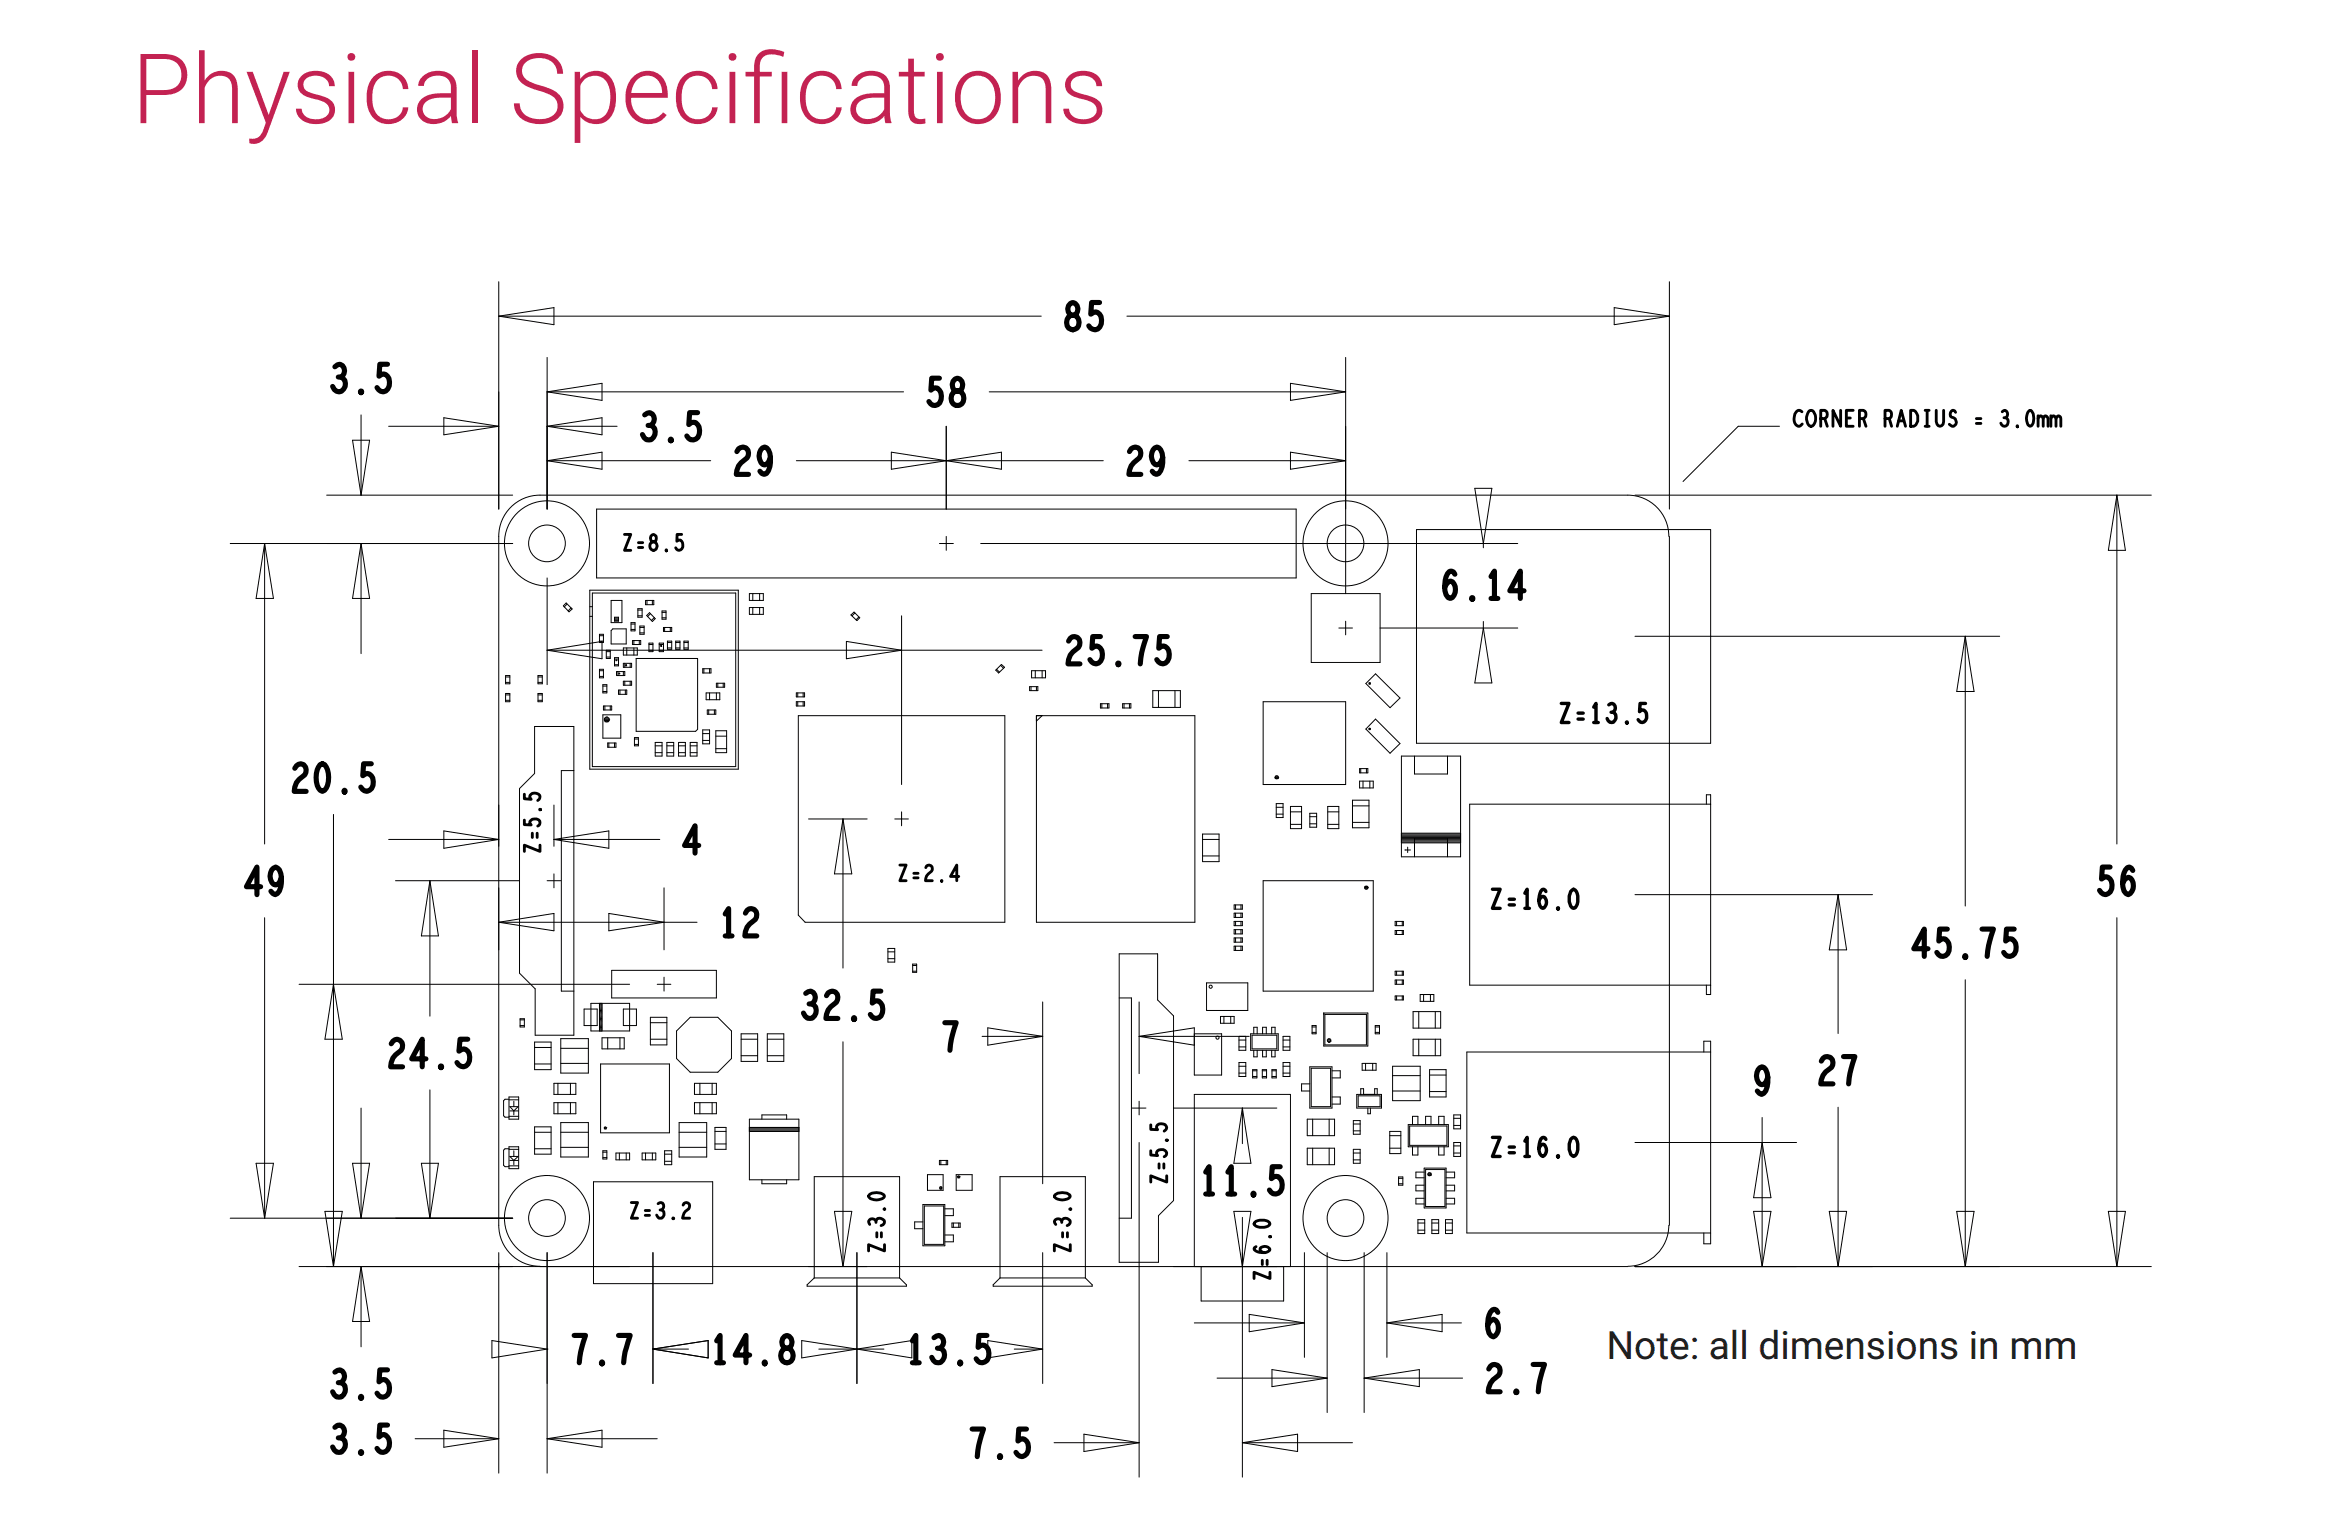 Physical Specifications
85
3.5
58
CORNER RADIUS = 3.0mm
3.5
29
29
Z=8.5
6.14
25.75
Z=13.5
20.5
Z=5.5
4
49
Z=2.4
56
Z=16.0
12
45.75
32.5
7
24.5
27
9
Z=16.0
Z=5.5
11.5
Z=3.2
Z=3.0
Z=3.0
Z=6.0
6
7.7
14.8
13.5
Note: all dimensions in mm
3.5
2.7
3.5
7.5